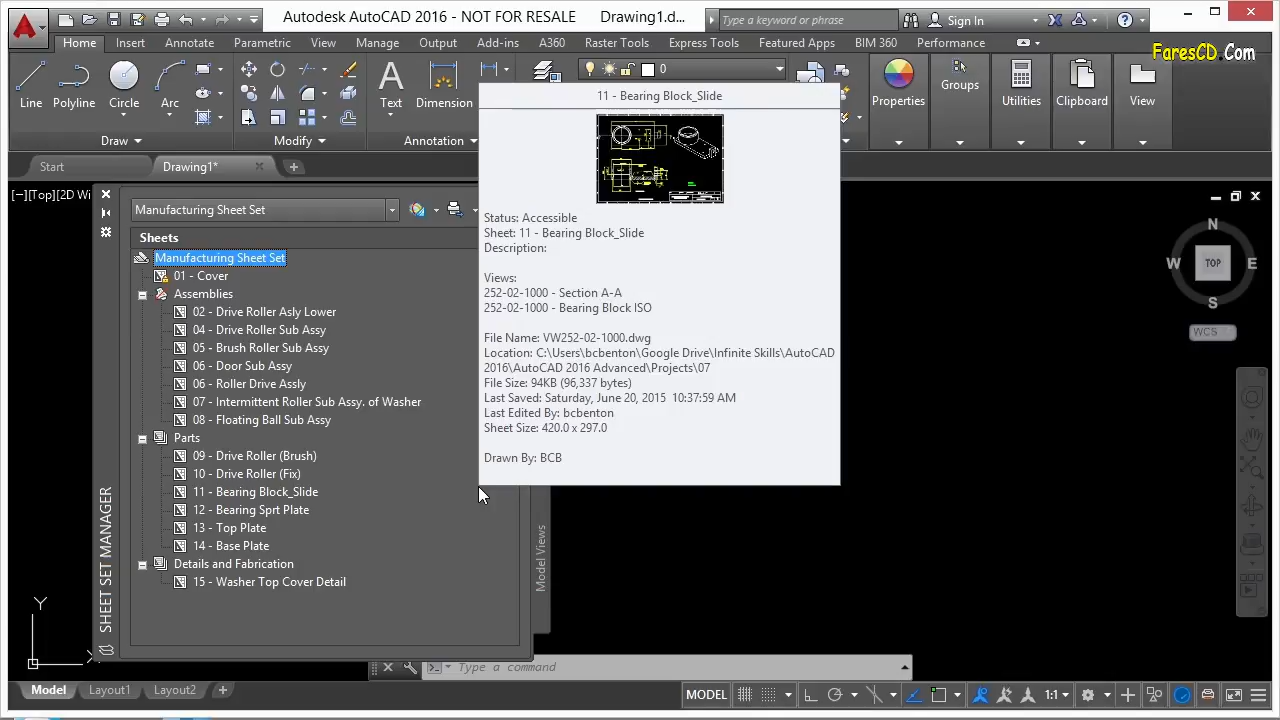 Autodesk AutoCAD 2016 - NOT FOR RESALE Drawing1.d...
Type a keyword or phrase
Sign In
Home Insert Annotate Parametric View Manage Output Add-ins A360 Raster Tools Express Tools Featured Apps BIM 360 Performance
FaresCD.Com
0
Line Polyline Circle Arc Text Dimension Properties Groups Utilities Clipboard View
Draw Modify Annotation
Start Drawing1*
[−][Top][2D Wi
11 - Bearing Block_Slide
Status: Accessible
Sheet: 11 - Bearing Block_Slide
Description:
Views:
252-02-1000 - Section A-A
252-02-1000 - Bearing Block ISO
File Name: VW252-02-1000.dwg
Location: C:\Users\bcbenton\Google Drive\Infinite Skills\AutoCAD
2016\AutoCAD 2016 Advanced\Projects\07
File Size: 94KB (96,337 bytes)
Last Saved: Saturday, June 20, 2015 10:37:59 AM
Last Edited By: bcbenton
Sheet Size: 420.0 x 297.0
Drawn By: BCB
Manufacturing Sheet Set
Sheets
Manufacturing Sheet Set
01 - Cover
Assemblies
02 - Drive Roller Asly Lower
04 - Drive Roller Sub Assy
05 - Brush Roller Sub Assy
06 - Door Sub Assy
06 - Roller Drive Assly
07 - Intermittent Roller Sub Assy. of Washer
08 - Floating Ball Sub Assy
Parts
09 - Drive Roller (Brush)
10 - Drive Roller (Fix)
11 - Bearing Block_Slide
12 - Bearing Sprt Plate
13 - Top Plate
14 - Base Plate
Details and Fabrication
15 - Washer Top Cover Detail
SHEET SET MANAGER
Model Views
N
W TOP E
S
WCS
Y
X
Type a command
Model Layout1 Layout2
MODEL
1:1